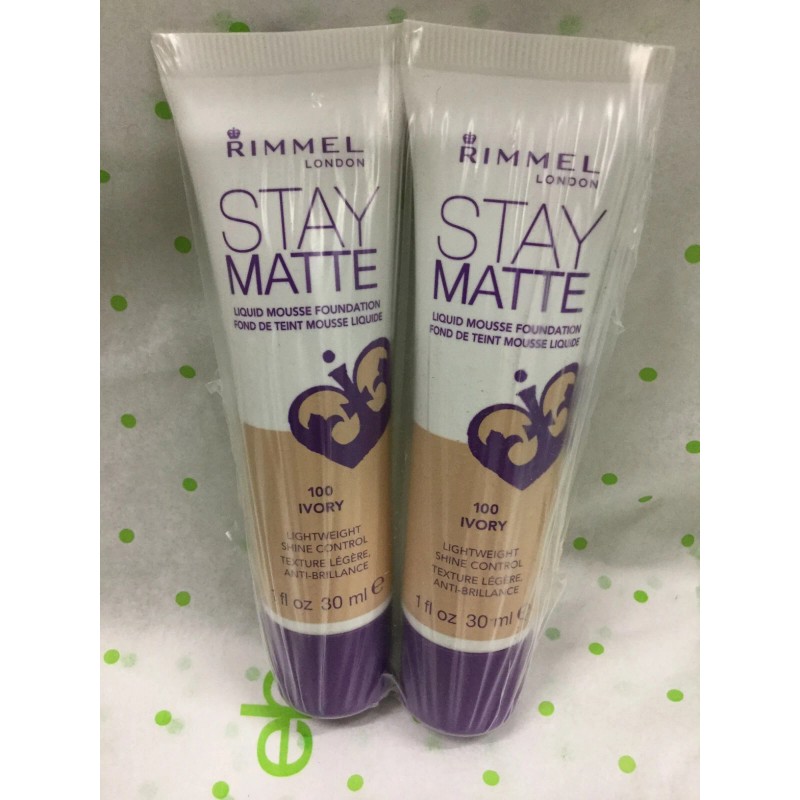 RIMMEL
LONDON
STAY
MATTE
LIQUID MOUSSE FOUNDATION
FOND DE TEINT MOUSSE LIQUIDE
100
IVORY
LIGHTWEIGHT
SHINE CONTROL
TEXTURE LÉGÈRE,
ANTI-BRILLANCE
1 fl oz 30 ml e
RIMMEL
LONDON
STAY
MATTE
LIQUID MOUSSE FOUNDATION
FOND DE TEINT MOUSSE LIQUIDE
100
IVORY
LIGHTWEIGHT
SHINE CONTROL
TEXTURE LÉGÈRE,
ANTI-BRILLANCE
1 fl oz 30 ml e
eb